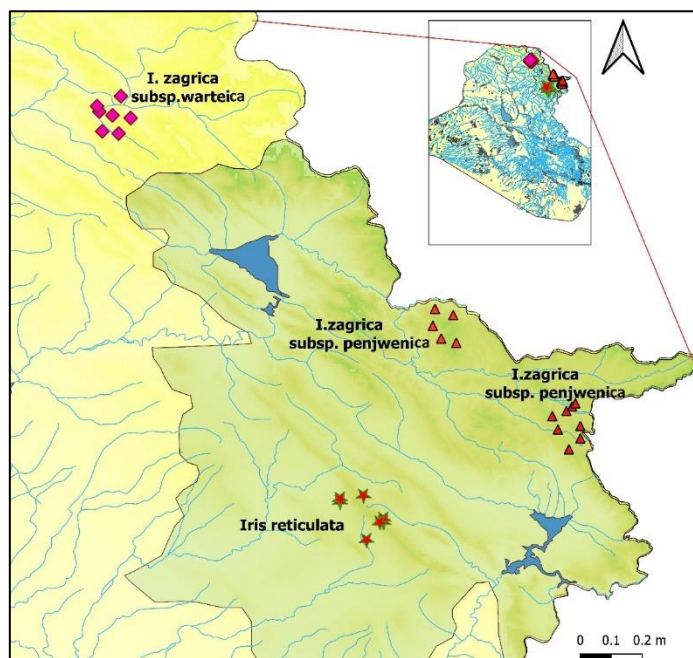 I. zagrica
subsp.warteica
I.zagrica
subsp. penjwenica
I.zagrica
subsp. penjwenica
Iris reticulata
0 0.1 0.2 m